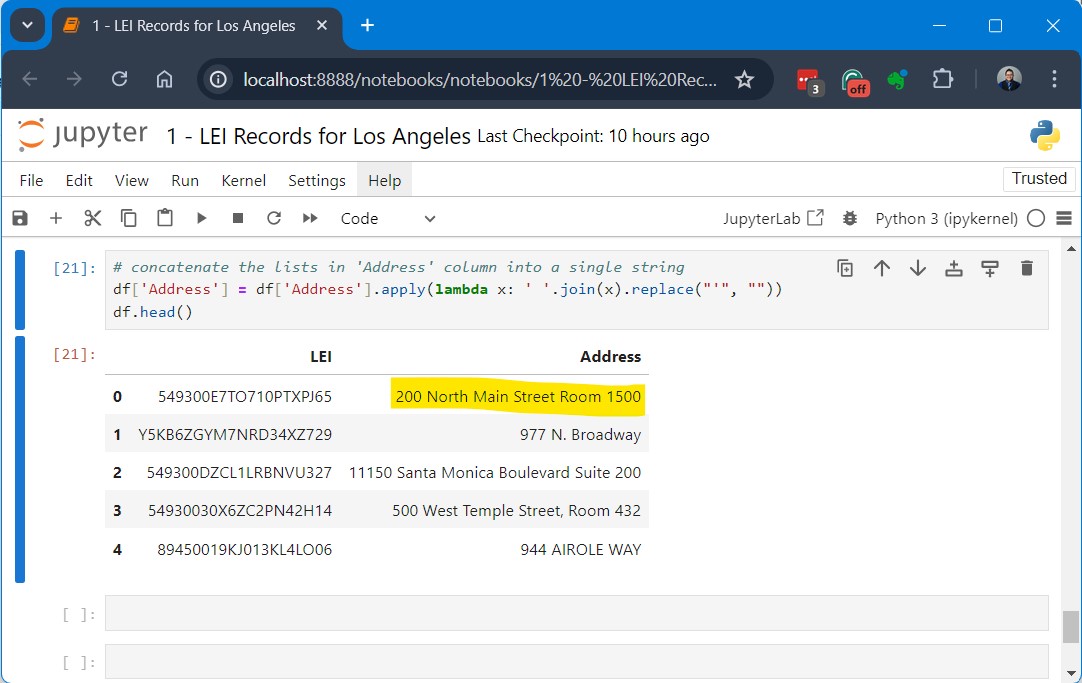 1 - LEI Records for Los Angeles
localhost:8888/notebooks/notebooks/1%20-%20LEI%20Rec...
3
off
jupyter 1 - LEI Records for Los Angeles Last Checkpoint: 10 hours ago
File Edit View Run Kernel Settings Help Trusted
Code JupyterLab Python 3 (ipykernel)
[21]: # concatenate the lists in 'Address' column into a single string
df['Address'] = df['Address'].apply(lambda x: ' '.join(x).replace("'", ""))
df.head()
[21]: LEI Address
0 549300E7TO710PTXPJ65 200 North Main Street Room 1500
1 Y5KB6ZGYM7NRD34XZ729 977 N. Broadway
2 549300DZCL1LRBNVU327 11150 Santa Monica Boulevard Suite 200
3 54930030X6ZC2PN42H14 500 West Temple Street, Room 432
4 89450019KJ013KL4LO06 944 AIROLE WAY
[ ]:
[ ]: